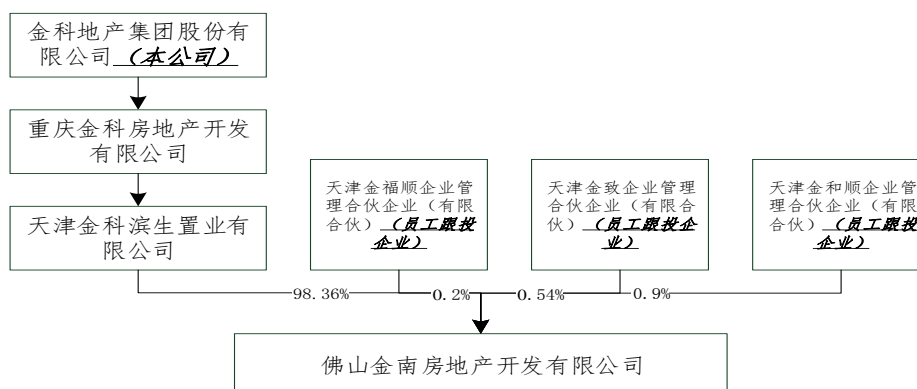 金科地产集团股份有
限公司（本公司）
重庆金科房地产开发
有限公司
天津金科滨生置业有
限公司
天津金福顺企业管
理合伙企业（有限
合伙）（员工跟投
企业）
天津金致企业管理
合伙企业（有限合
伙）（员工跟投企
业）
天津金和顺企业管
理合伙企业（有限
合伙）（员工跟投
企业）
98.36%
0.2%
0.54%
0.9%
佛山金南房地产开发有限公司